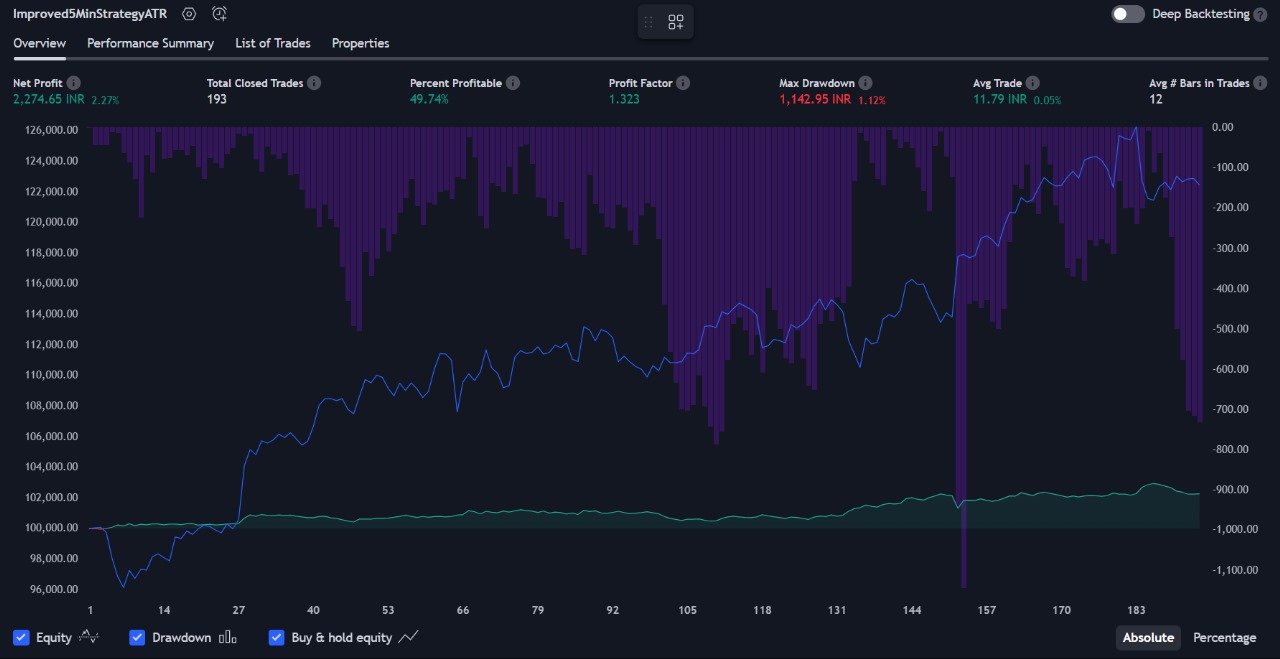 Improved5MinStrategyATR
Deep Backtesting ?
Overview Performance Summary List of Trades Properties
Net Profit Total Closed Trades Percent Profitable Profit Factor Max Drawdown Avg Trade Avg # Bars in Trades
2,274.65 INR 2.27% 193 49.74% 1.323 1,142.95 INR 1.12% 11.79 INR 0.05% 12
126,000.00 0.00
124,000.00 -100.00
122,000.00 -200.00
120,000.00 -300.00
118,000.00 -400.00
116,000.00 -500.00
114,000.00 -600.00
112,000.00 -700.00
110,000.00 -800.00
108,000.00 -900.00
106,000.00 -1,000.00
104,000.00 -1,100.00
102,000.00
100,000.00
98,000.00
96,000.00
1 14 27 40 53 66 79 92 105 118 131 144 157 170 183
Equity Drawdown Buy & hold equity Absolute Percentage